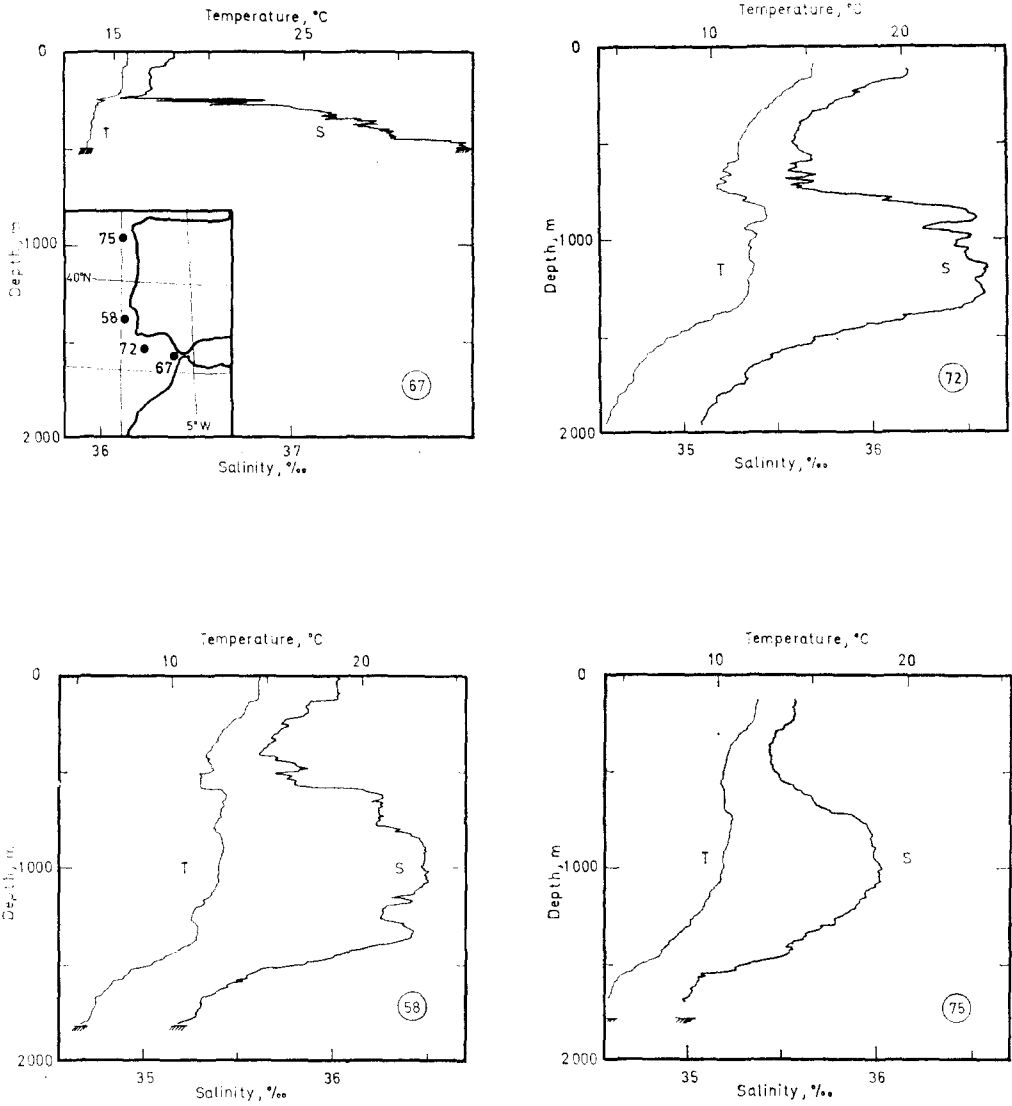 Temperature, °C
15 20
0
T S
Depth, m
1000
75
40°N
58
72
67
5°W
67
2000
36 37
Salinity, ‰
Temperature, °C
10 20
0
Depth, m
1000
T S
72
2000
35 36
Salinity, ‰
Temperature, °C
10 20
0
Depth, m
1000
T S
58
2000
35 36
Salinity, ‰
Temperature, °C
10 20
0
Depth, m
1000
T S
75
2000
35 36
Salinity, ‰